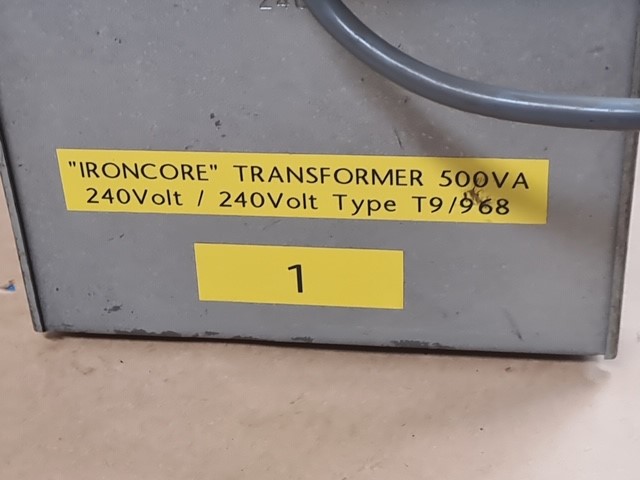 "IRONCORE" TRANSFORMER 500VA
240Volt / 240Volt Type T9/968
1